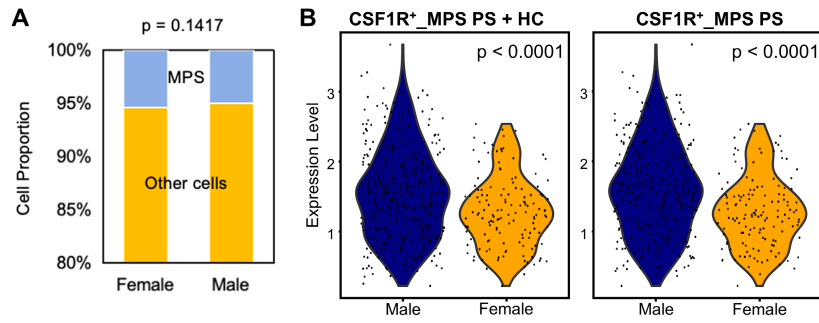 A
p = 0.1417
100%
95%
90%
85%
80%
Cell Proportion
MPS
Other cells
Female Male
B
CSF1R⁺_MPS PS + HC
p < 0.0001
3
2
1
Expression Level
Male Female
CSF1R⁺_MPS PS
p < 0.0001
3
2
1
Male Female